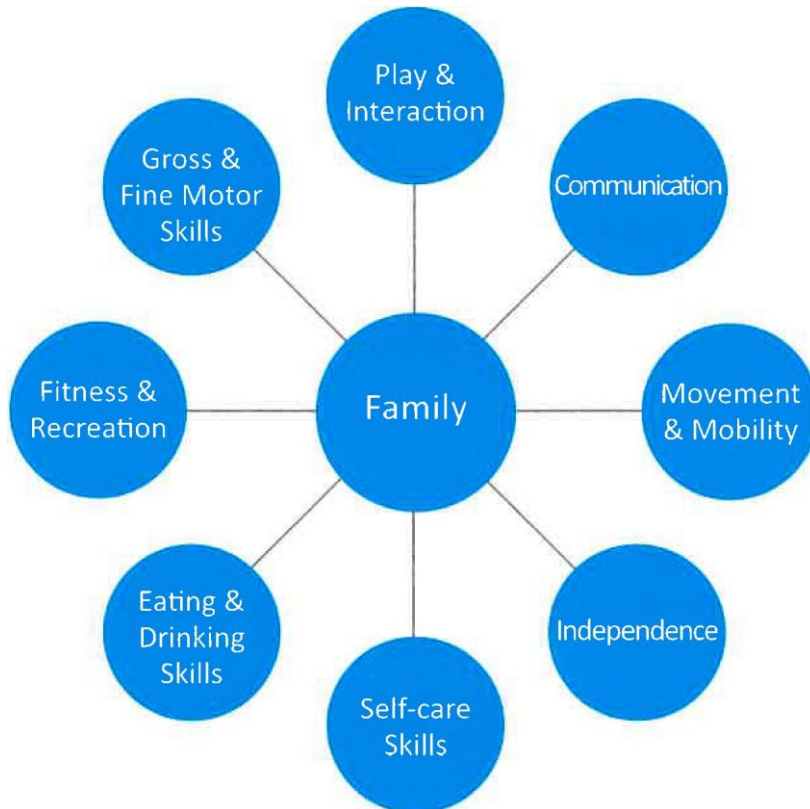 Play &
Interaction
Communication
Movement
& Mobility
Independence
Self-care
Skills
Eating &
Drinking
Skills
Fitness &
Recreation
Gross &
Fine Motor
Skills
Family